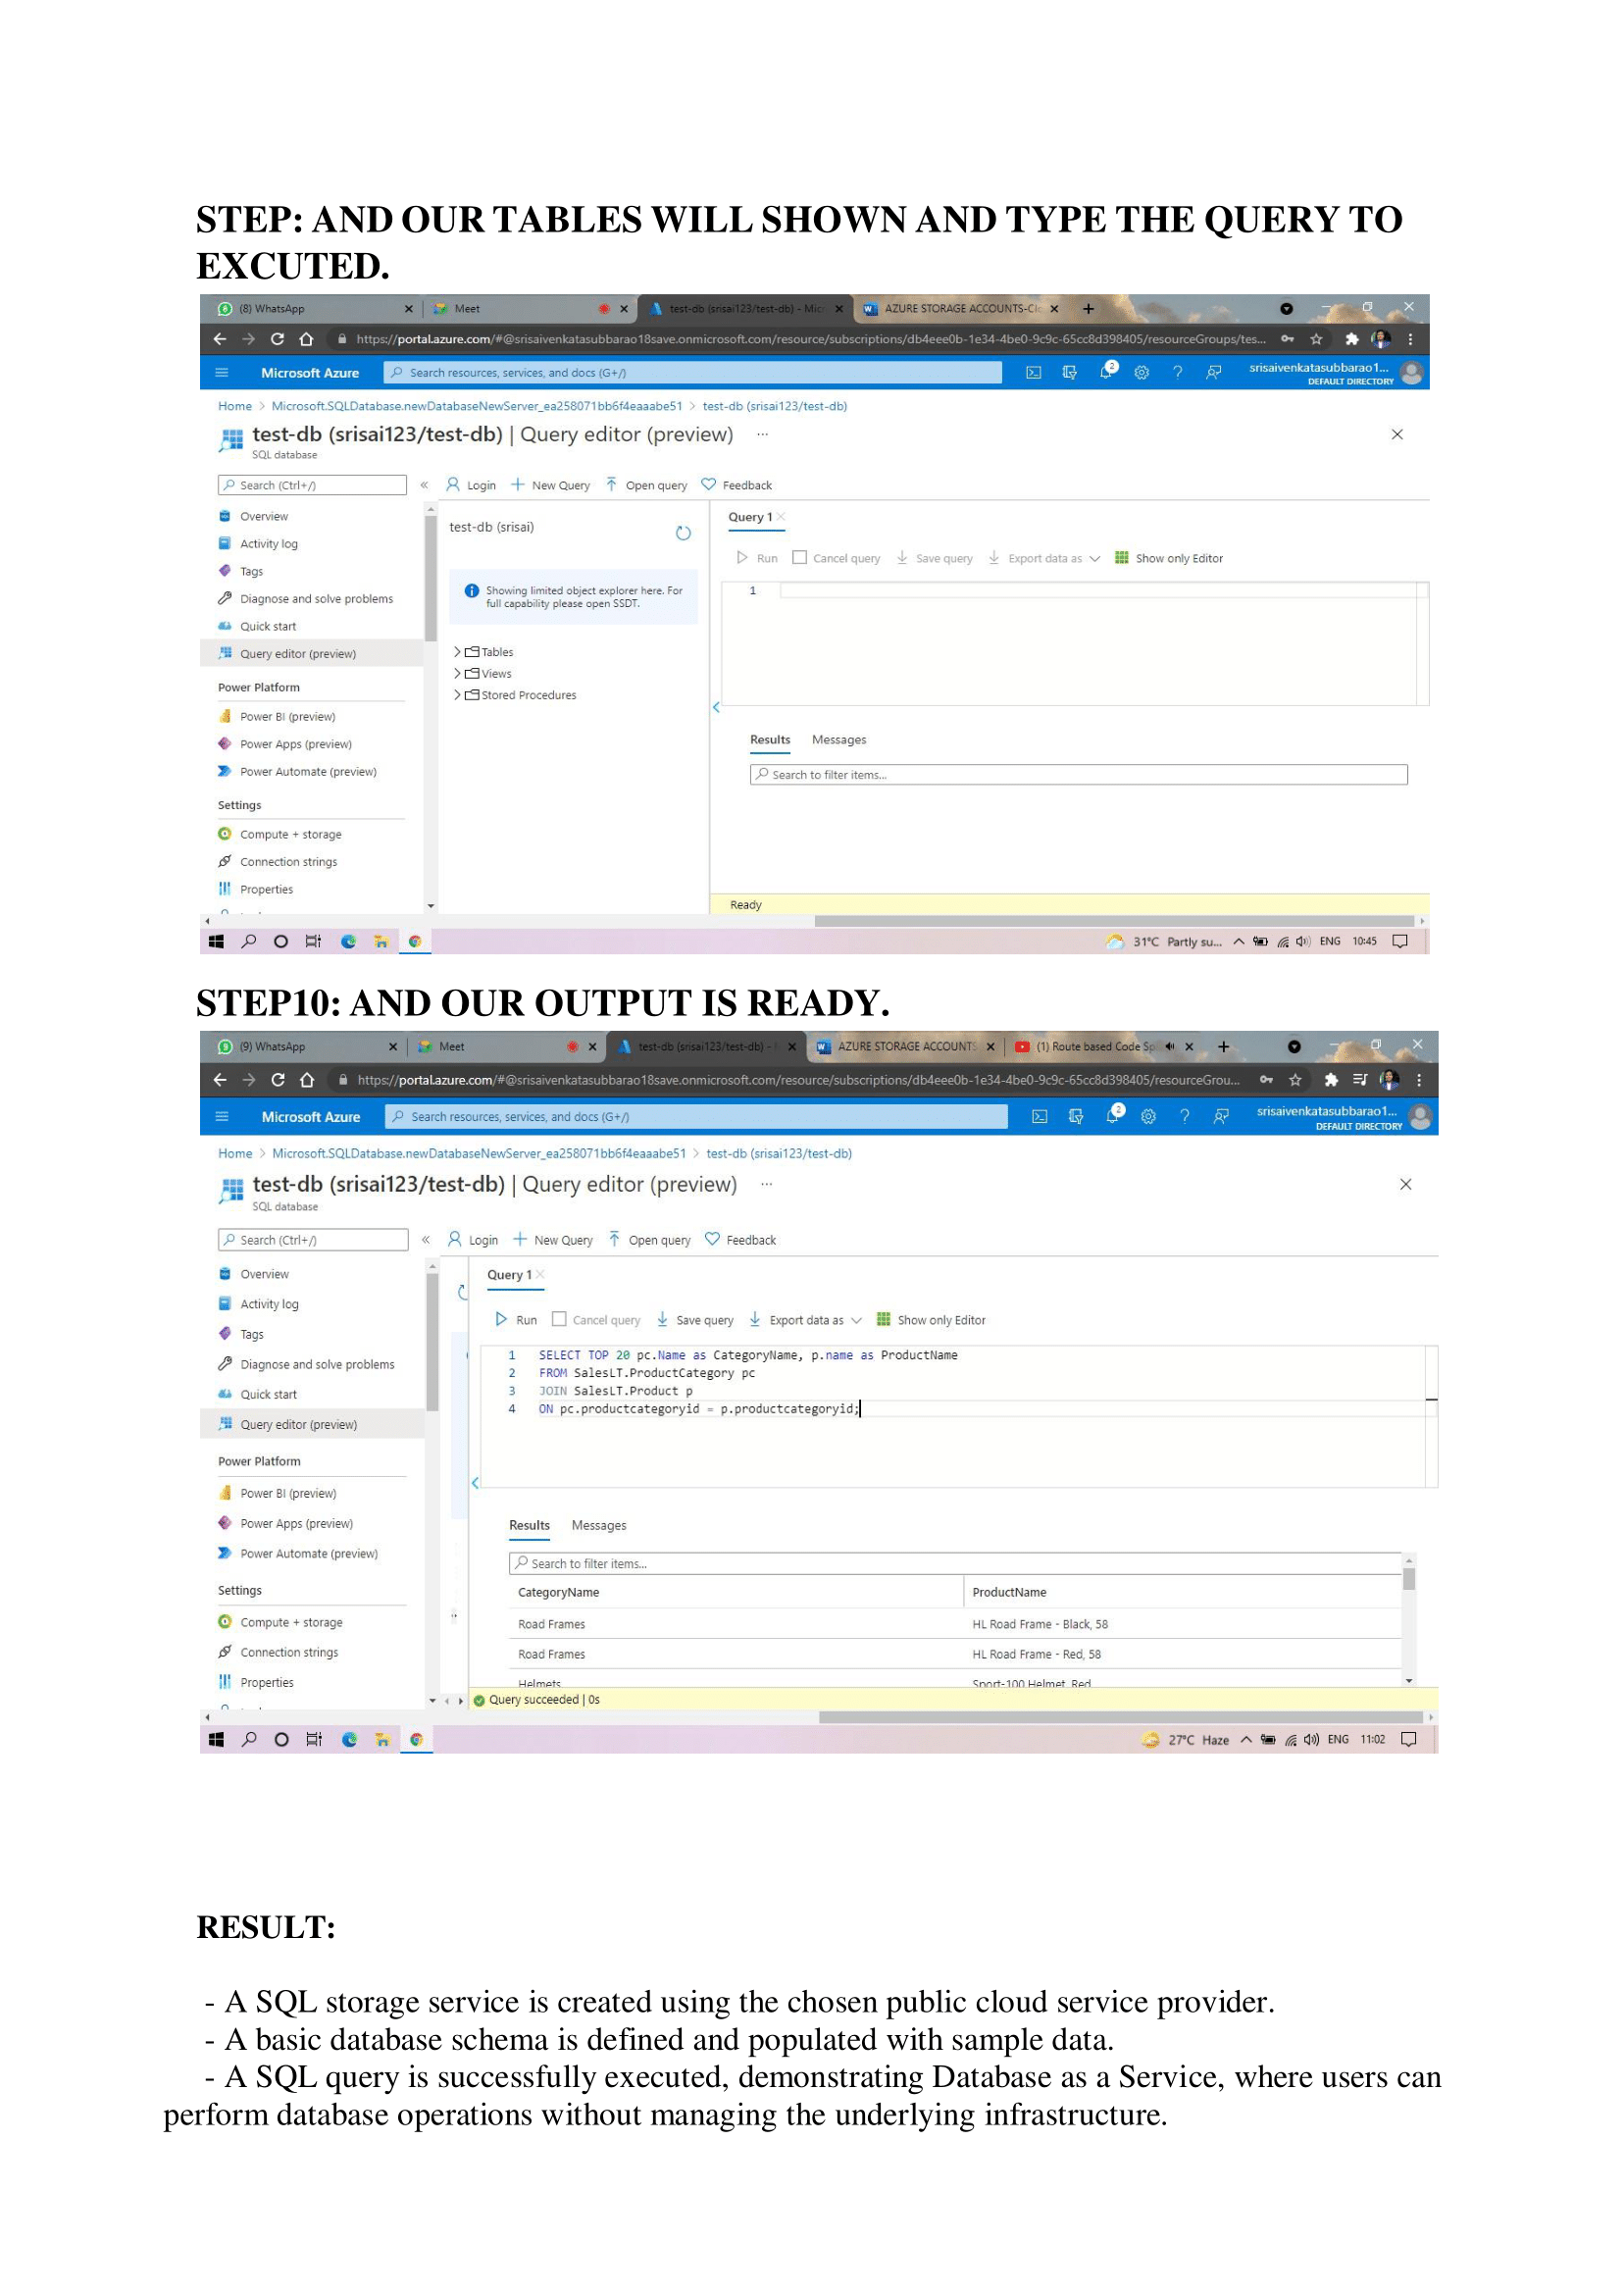 STEP: AND OUR TABLES WILL SHOWN AND TYPE THE QUERY TO
EXCUTED.
(8) WhatsApp
Meet
test-db (srisai123/test-db) - Mic
AZURE STORAGE ACCOUNTS-Cl
https://portal.azure.com/#@srisaivenkatasubbarao18save.onmicrosoft.com/resource/subscriptions/db4eee0b-1e34-4be0-9c9c-65cc8d398405/resourceGroups/tes...
Microsoft Azure
Search resources, services, and docs (G+/)
2
srisaivenkatasubbarao1...
DEFAULT DIRECTORY
Home > Microsoft.SQLDatabase.newDatabaseNewServer_ea258071bb6f4eaaabe51 > test-db (srisai123/test-db)
test-db (srisai123/test-db) | Query editor (preview) ...
SQL database
Search (Ctrl+/)
« Login New Query Open query Feedback
Overview
Activity log
Tags
Diagnose and solve problems
Quick start
Query editor (preview)
Power Platform
Power BI (preview)
Power Apps (preview)
Power Automate (preview)
Settings
Compute + storage
Connection strings
Properties
test-db (srisai)
Showing limited object explorer here. For
full capability please open SSDT.
Tables
Views
Stored Procedures
Query 1
Run Cancel query Save query Export data as Show only Editor
1
Results Messages
Search to filter items...
Ready
31°C Partly su... ENG 10:45
STEP10: AND OUR OUTPUT IS READY.
(9) WhatsApp
Meet
test-db (srisai123/test-db) -
AZURE STORAGE ACCOUNTS
(1) Route based Code Sp
https://portal.azure.com/#@srisaivenkatasubbarao18save.onmicrosoft.com/resource/subscriptions/db4eee0b-1e34-4be0-9c9c-65cc8d398405/resourceGrou...
Microsoft Azure
Search resources, services, and docs (G+/)
2
srisaivenkatasubbarao1...
DEFAULT DIRECTORY
Home > Microsoft.SQLDatabase.newDatabaseNewServer_ea258071bb6f4eaaabe51 > test-db (srisai123/test-db)
test-db (srisai123/test-db) | Query editor (preview) ...
SQL database
Search (Ctrl+/)
« Login New Query Open query Feedback
Overview
Activity log
Tags
Diagnose and solve problems
Quick start
Query editor (preview)
Power Platform
Power BI (preview)
Power Apps (preview)
Power Automate (preview)
Settings
Compute + storage
Connection strings
Properties
Query 1
Run Cancel query Save query Export data as Show only Editor
1 SELECT TOP 20 pc.Name as CategoryName, p.name as ProductName
2 FROM SalesLT.ProductCategory pc
3 JOIN SalesLT.Product p
4 ON pc.productcategoryid = p.productcategoryid;
Results Messages
Search to filter items...
CategoryName ProductName
Road Frames HL Road Frame - Black, 58
Road Frames HL Road Frame - Red, 58
Helmets Sport-100 Helmet, Red
Query succeeded | 0s
27°C Haze ENG 11:02
RESULT:
- A SQL storage service is created using the chosen public cloud service provider.
- A basic database schema is defined and populated with sample data.
- A SQL query is successfully executed, demonstrating Database as a Service, where users can
perform database operations without managing the underlying infrastructure.